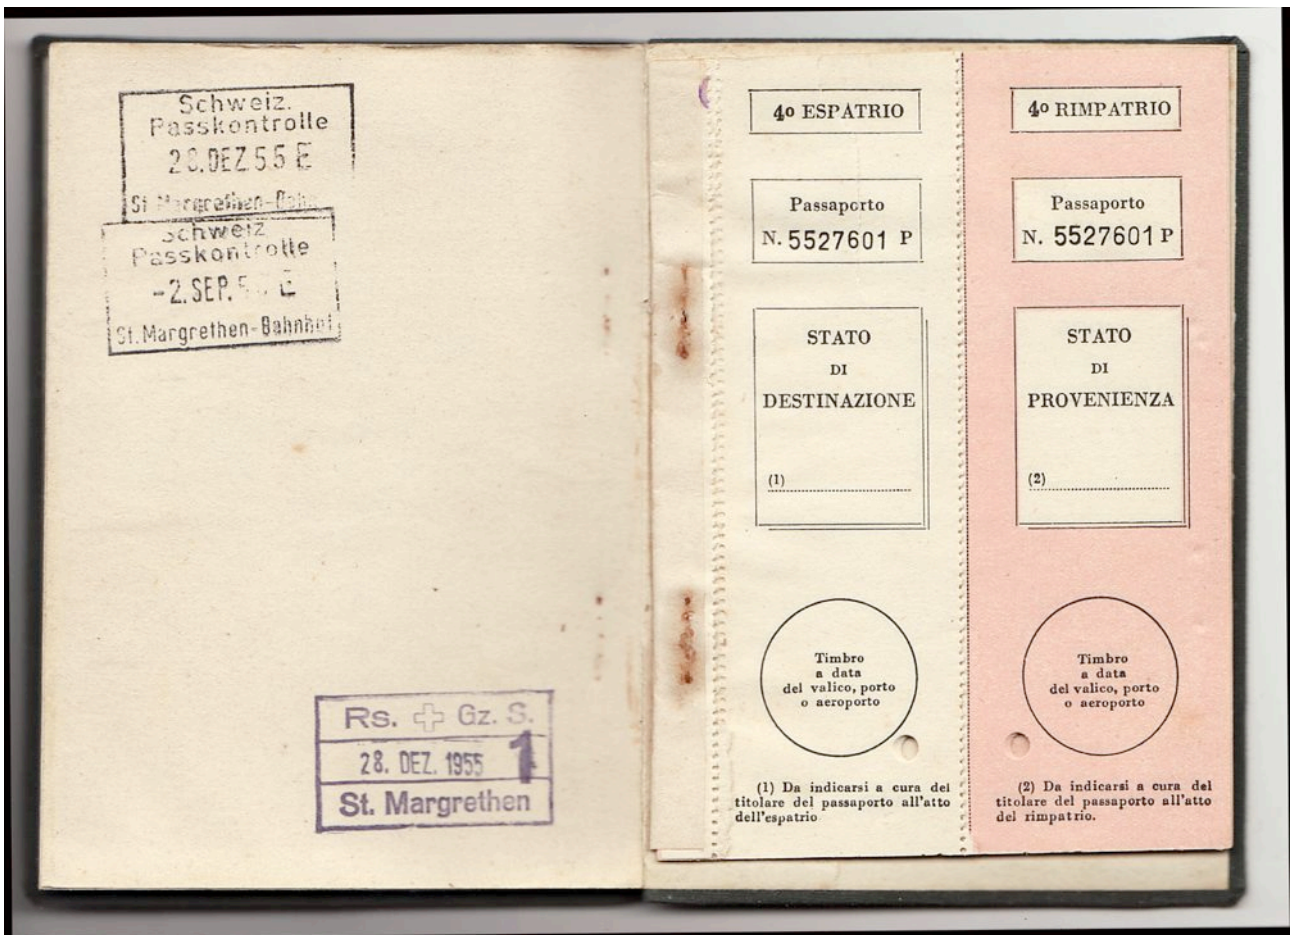 Schweiz.
Passkontrolle
28.DEZ 55 E
St. Margrethen-Bahn
Schweiz
Passkontrolle
-2. SEP. E
St. Margrethen-Bahnhof
Rs. Gz. S.
28. DEZ. 1955 1
St. Margrethen
4º ESPATRIO
Passaporto
N. 5527601 P
STATO
DI
DESTINAZIONE
(1)
Timbro
a data
del valico, porto
o aeroporto
(1) Da indicarsi a cura del
titolare del passaporto all'atto
dell'espatrio
4º RIMPATRIO
Passaporto
N. 5527601 P
STATO
DI
PROVENIENZA
(2)
Timbro
a data
del valico, porto
o aeroporto
(2) Da indicarsi a cura del
titolare del passaporto all'atto
del rimpatrio.